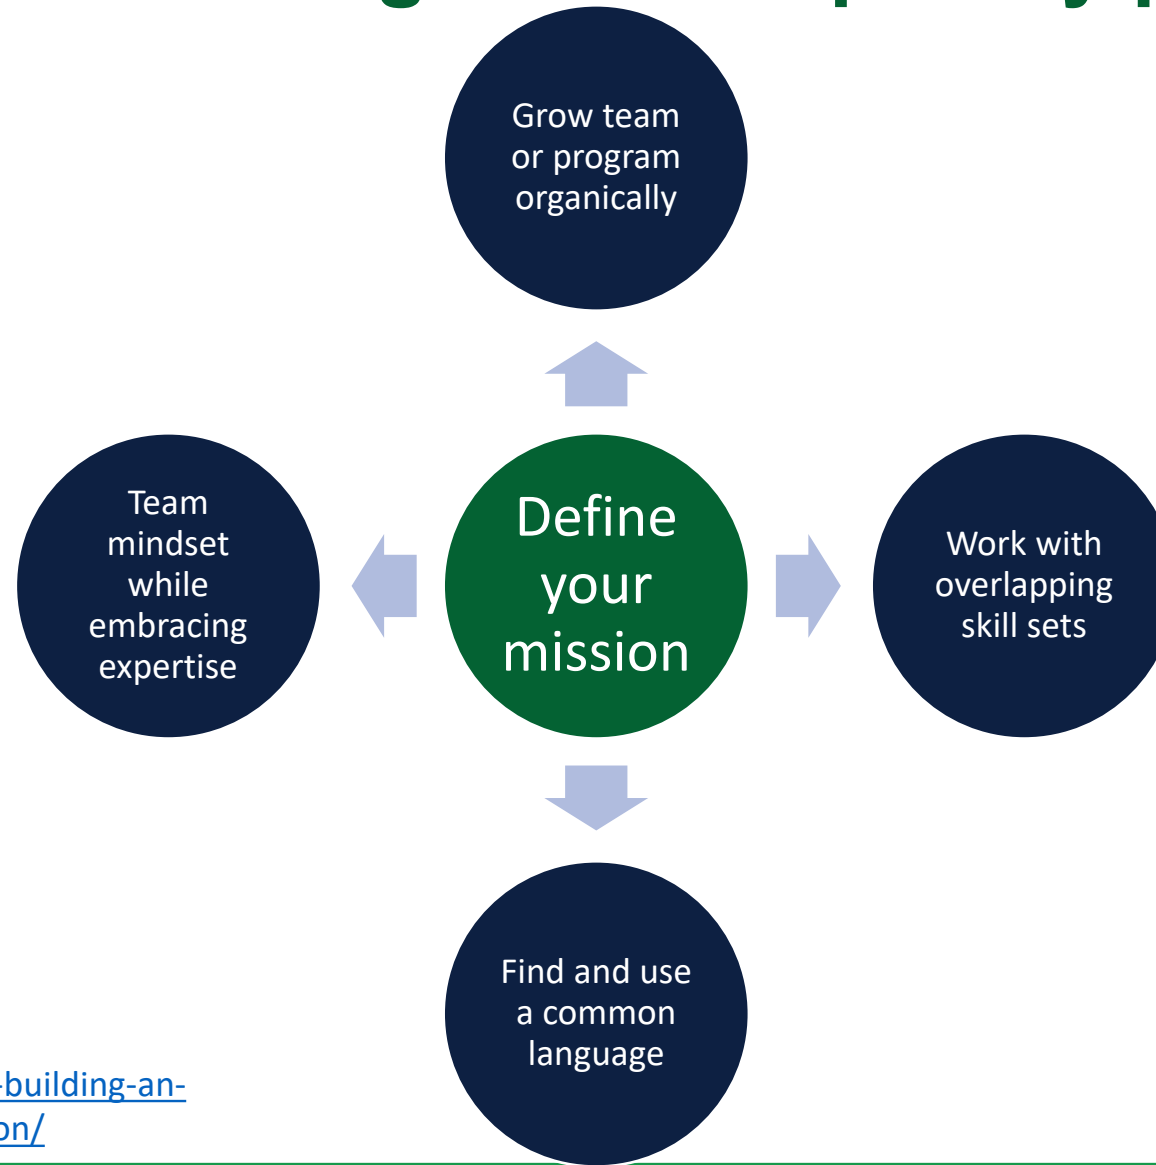 Grow team
or program
organically
Team
mindset
while
embracing
expertise
Define
your
mission
Work with
overlapping
skill sets
Find and use
a common
language
-building-an-
on/